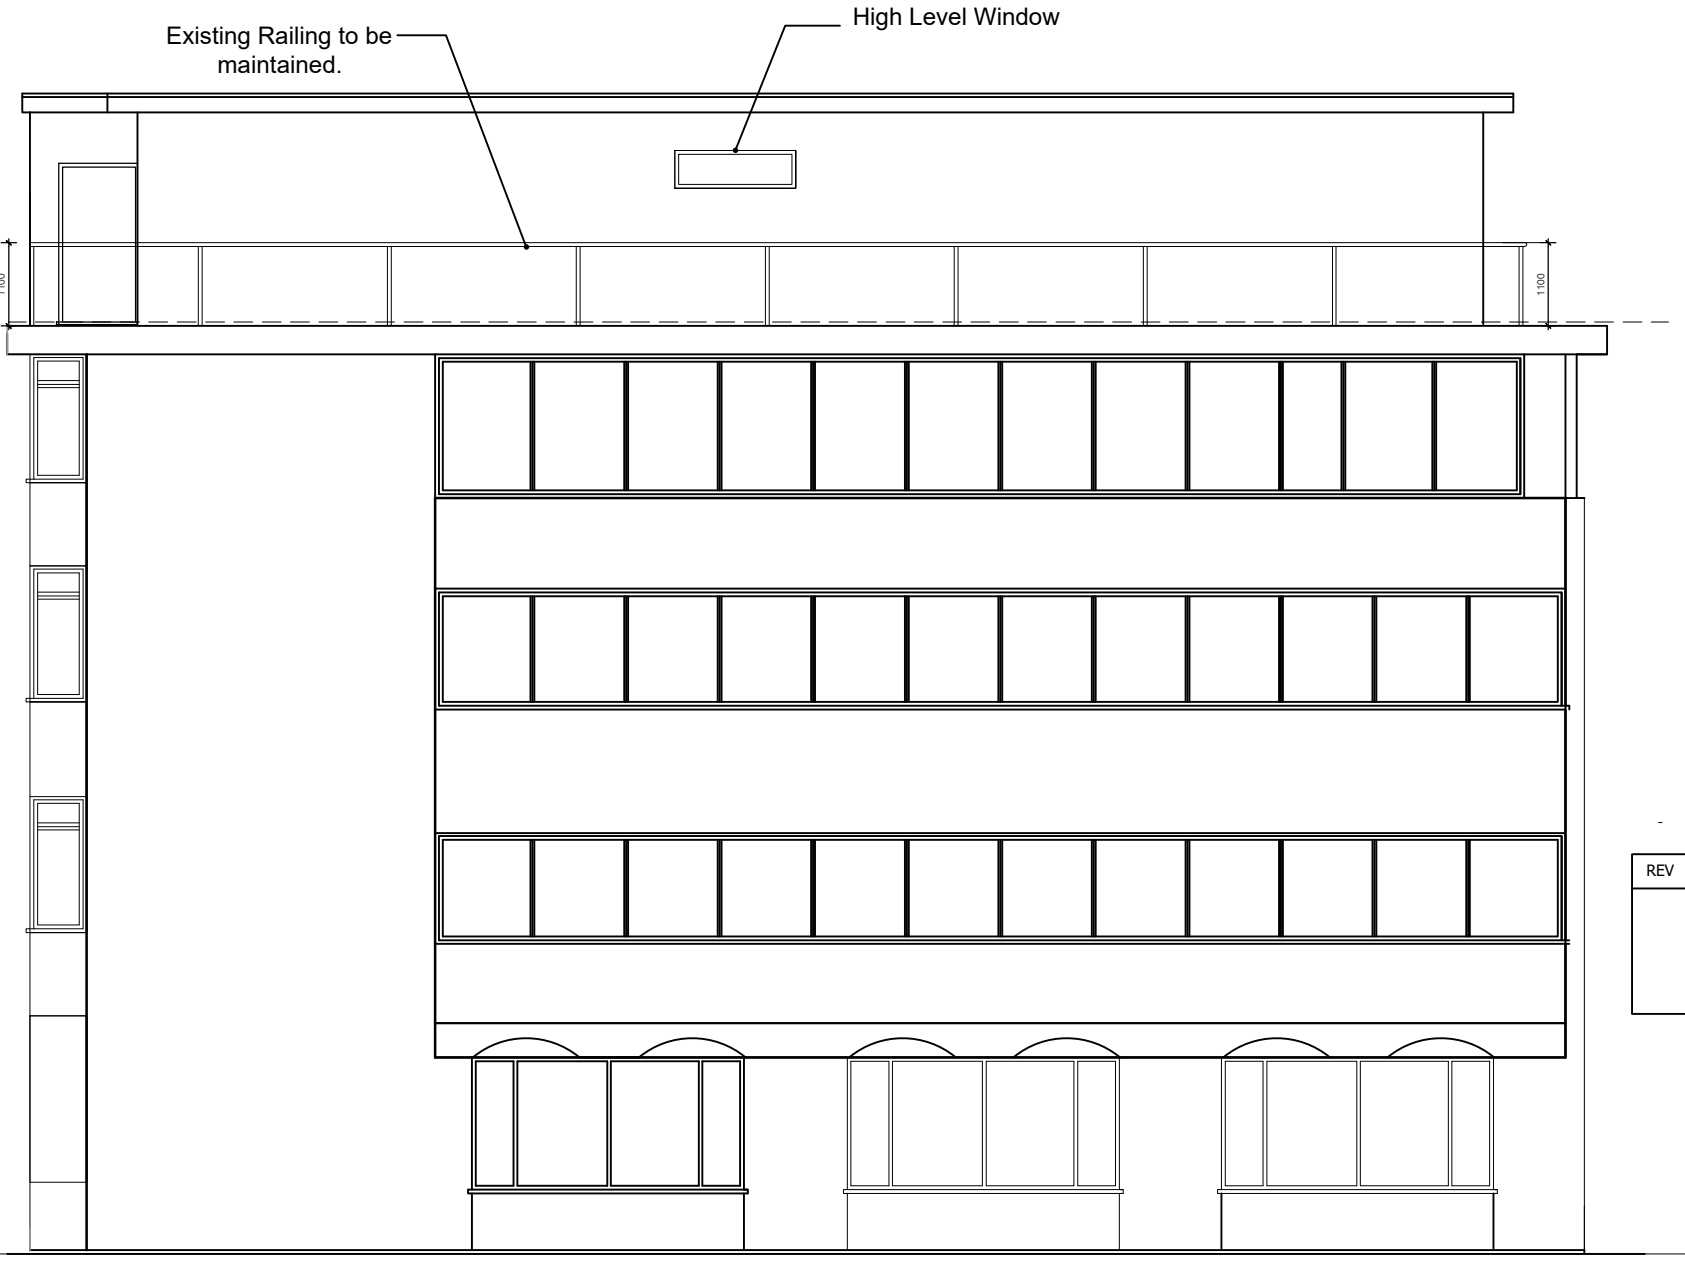 High Level Window
Existing Railing to be
maintained.
1100
1100
-
REV